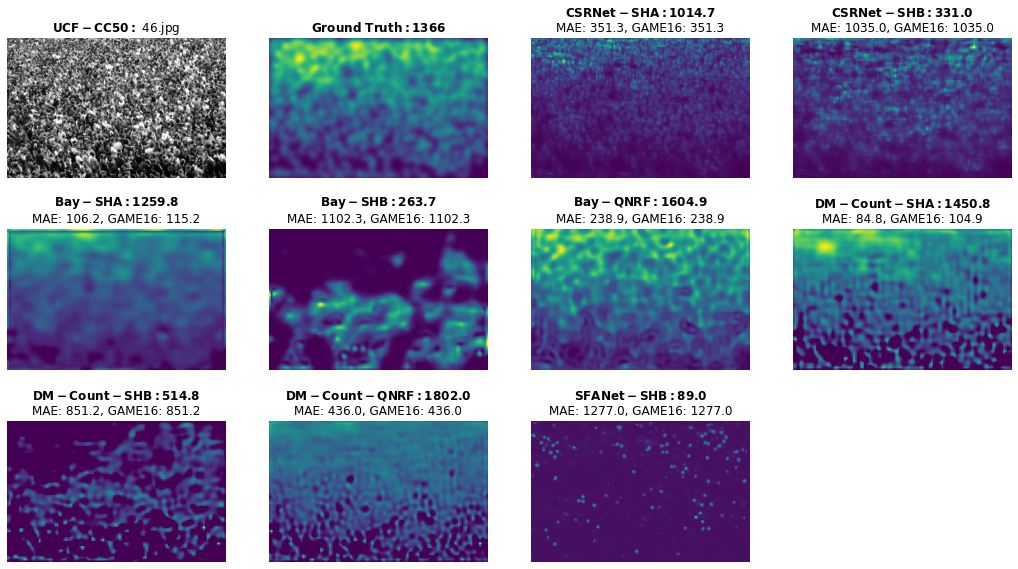 UCF − CC50 : 46.jpg
Ground Truth : 1366
CSRNet − SHA : 1014.7
MAE: 351.3, GAME16: 351.3
CSRNet − SHB : 331.0
MAE: 1035.0, GAME16: 1035.0
Bay − SHA : 1259.8
MAE: 106.2, GAME16: 115.2
Bay − SHB : 263.7
MAE: 1102.3, GAME16: 1102.3
Bay − QNRF : 1604.9
MAE: 238.9, GAME16: 238.9
DM − Count − SHA : 1450.8
MAE: 84.8, GAME16: 104.9
DM − Count − SHB : 514.8
MAE: 851.2, GAME16: 851.2
DM − Count − QNRF : 1802.0
MAE: 436.0, GAME16: 436.0
SFANet − SHB : 89.0
MAE: 1277.0, GAME16: 1277.0